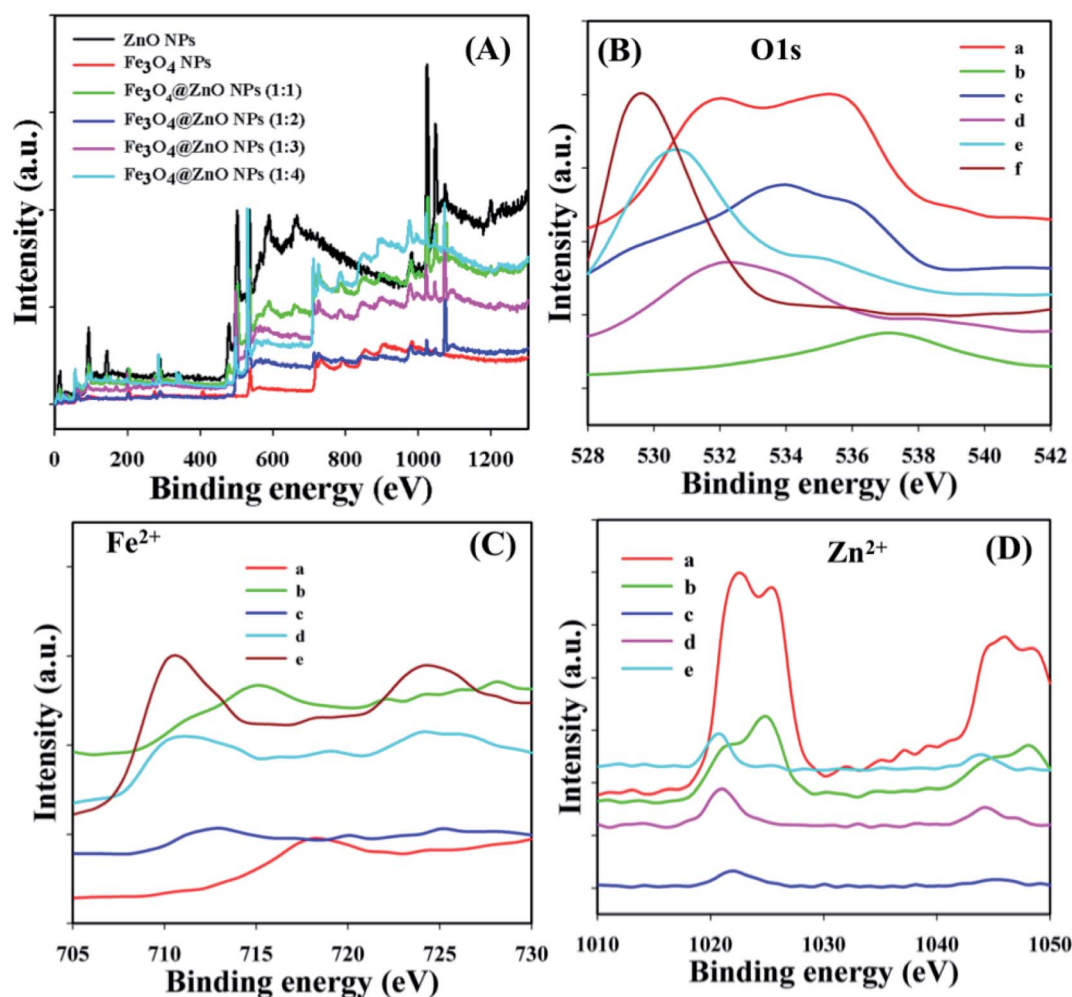 (A)
ZnO NPs
Fe₃O₄ NPs
Fe₃O₄@ZnO NPs (1:1)
Fe₃O₄@ZnO NPs (1:2)
Fe₃O₄@ZnO NPs (1:3)
Fe₃O₄@ZnO NPs (1:4)
Intensity (a.u.)
0 200 400 600 800 1000 1200
Binding energy (eV)
(B)
O1s
a
b
c
d
e
f
Intensity (a.u.)
528 530 532 534 536 538 540 542
Binding energy (eV)
Fe²⁺
(C)
a
b
c
d
e
Intensity (a.u.)
705 710 715 720 725 730
Binding energy (eV)
Zn²⁺
(D)
a
b
c
d
e
Intensity (a.u.)
1010 1020 1030 1040 1050
Binding energy (eV)